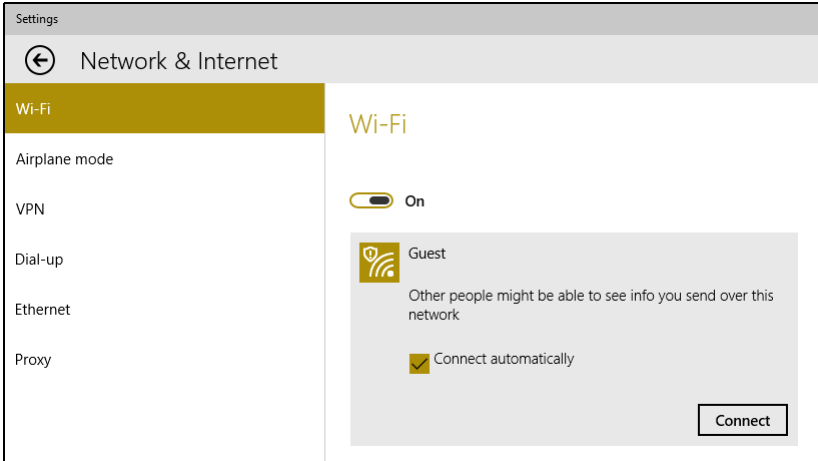 Settings
Network & Internet
Wi-Fi
Airplane mode
VPN
Dial-up
Ethernet
Proxy
Wi-Fi
On
Guest
Other people might be able to see info you send over this
network
Connect automatically
Connect